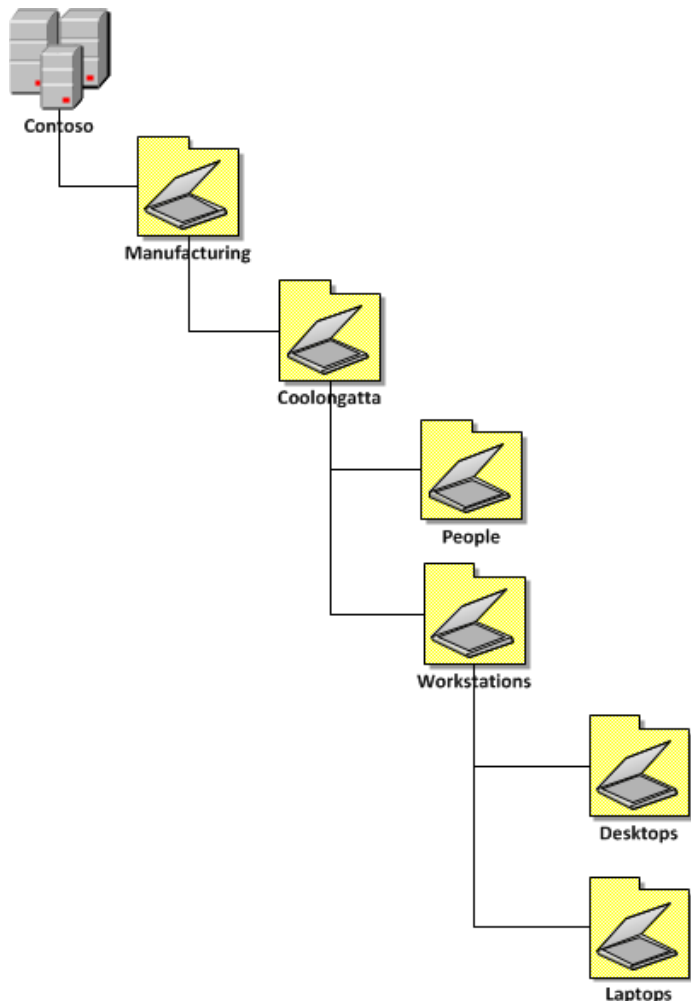 Contoso
Manufacturing
Coolongatta
People
Workstations
Desktops
Laptops